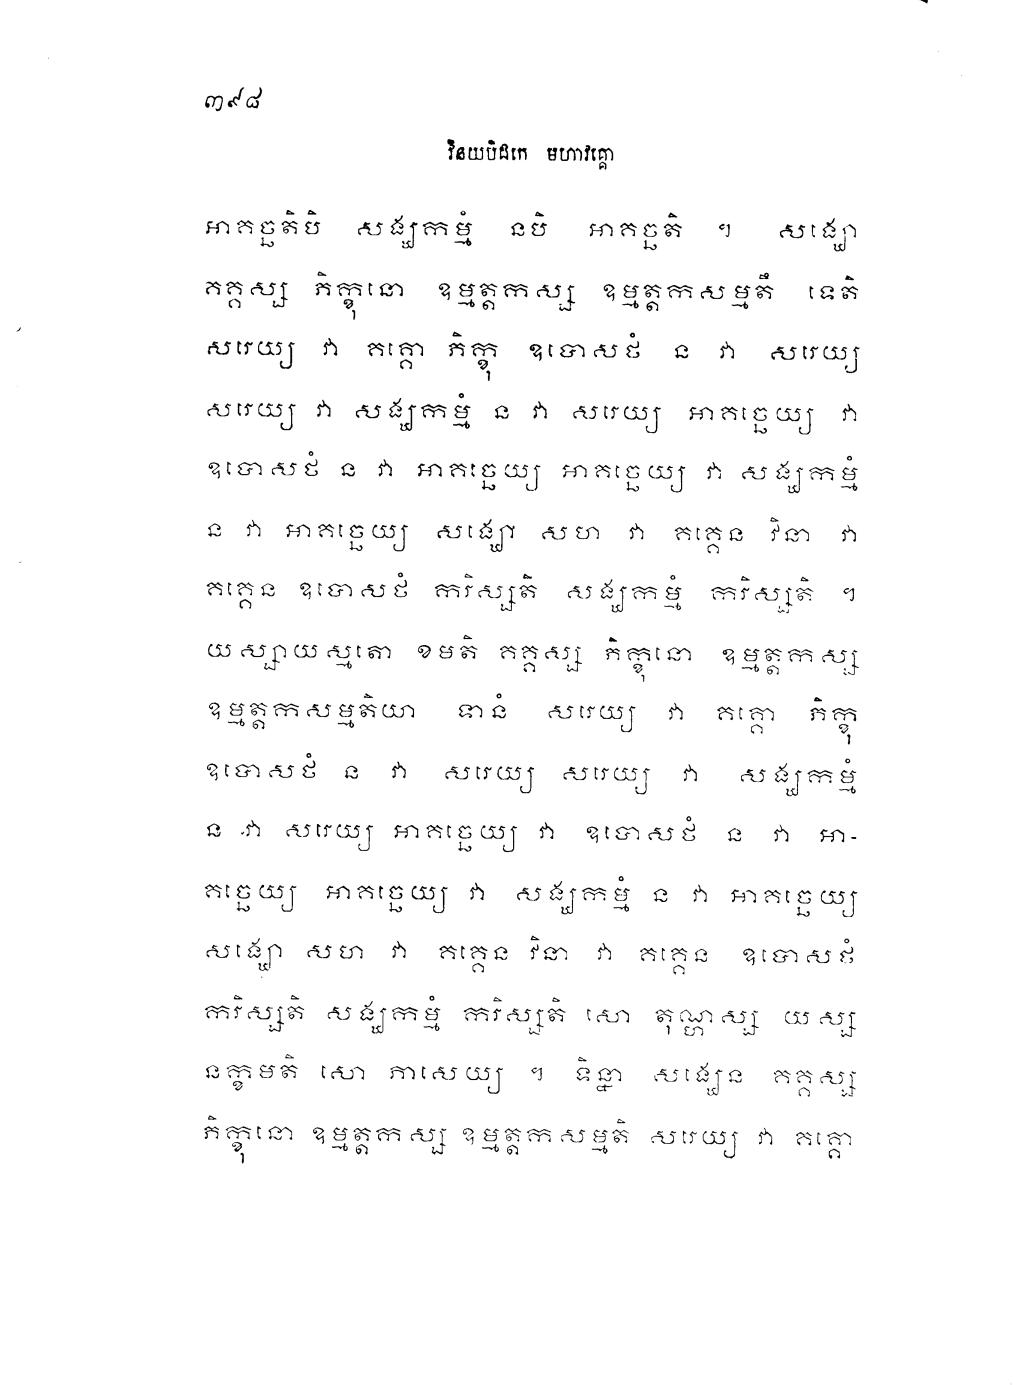 ៣៩៨
វិនយបិដកេ មហាវគ្គោ
អាគច្ឆតិបិ សង្ឃកម្មំ នបិ អាគច្ឆតិ ។ សង្ឃោ
គគ្គស្ស ភិក្ខុនោ ឧម្មត្តកស្ស ឧម្មត្តកសម្មតឹ ទេតិ
សរេយ្យ វា គគ្គោ ភិក្ខុ ឧបោសថំ ន វា សរេយ្យ
សរេយ្យ វា សង្ឃកម្មំ ន វា សរេយ្យ អាគច្ឆេយ្យ វា
ឧបោសថំ ន វា អាគច្ឆេយ្យ អាគច្ឆេយ្យ វា សង្ឃកម្មំ
ន វា អាគច្ឆេយ្យ សង្ឃោ សហ វា គគ្គេន វិនា វា
គគ្គេន ឧបោសថំ ករិស្សតិ សង្ឃកម្មំ ករិស្សតិ ។
យស្សាយស្មតោ ខមតិ គគ្គស្ស ភិក្ខុនោ ឧម្មត្តកស្ស
ឧម្មត្តកសម្មតិយា ទានំ សរេយ្យ វា គគ្គោ ភិក្ខុ
ឧបោសថំ ន វា សរេយ្យ សរេយ្យ វា សង្ឃកម្មំ
ន វា សរេយ្យ អាគច្ឆេយ្យ វា ឧបោសថំ ន វា អា-
គច្ឆេយ្យ អាគច្ឆេយ្យ វា សង្ឃកម្មំ ន វា អាគច្ឆេយ្យ
សង្ឃោ សហ វា គគ្គេន វិនា វា គគ្គេន ឧបោសថំ
ករិស្សតិ សង្ឃកម្មំ ករិស្សតិ សោ តុណ្ហស្ស យស្ស
នក្ខមតិ សោ ភាសេយ្យ ។ ទិន្នា សង្ឃេន គគ្គស្ស
ភិក្ខុនោ ឧម្មត្តកស្ស ឧម្មត្តកសម្មតិ សរេយ្យ វា គគ្គោ